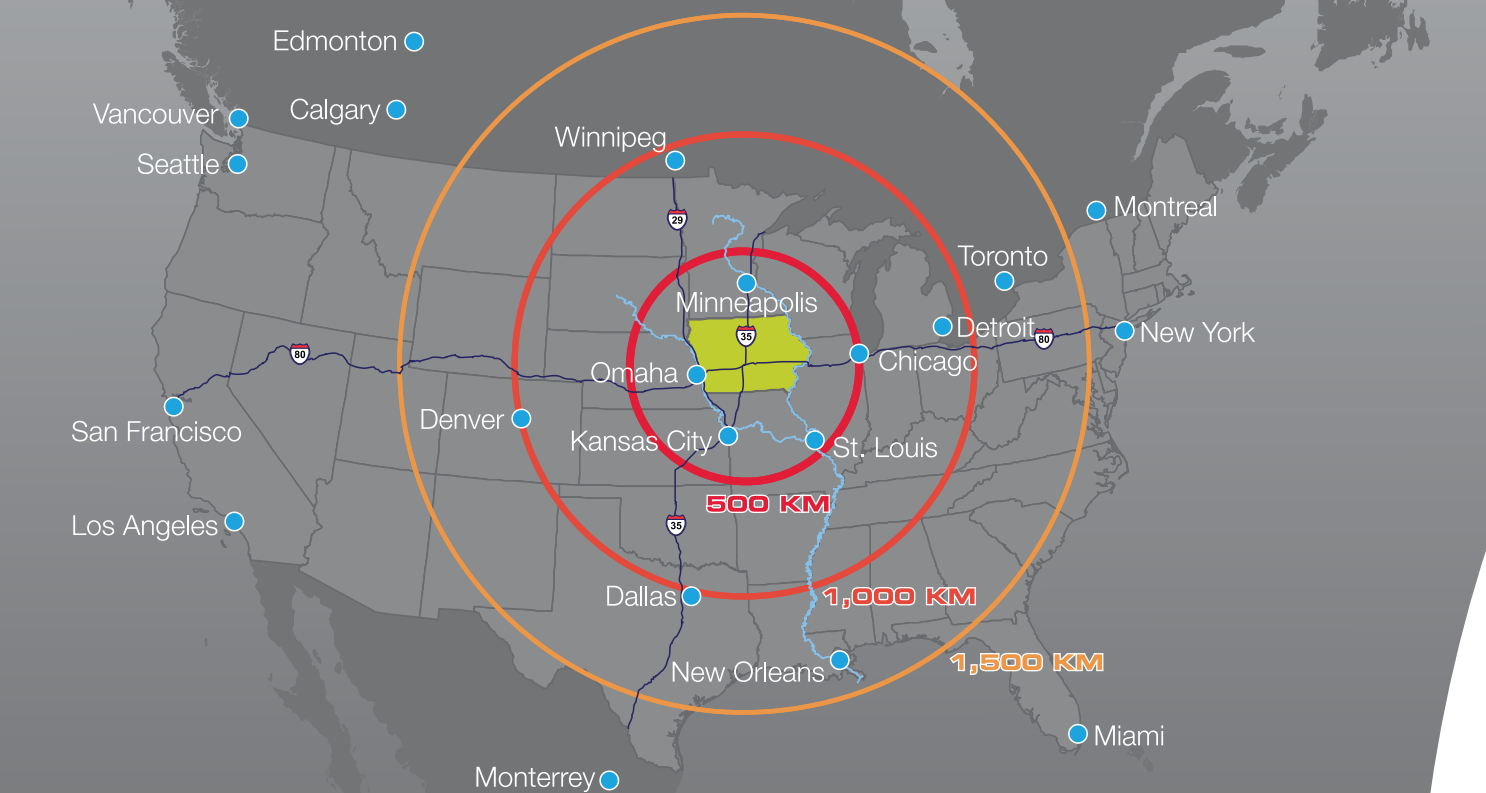 Edmonton
Vancouver
Calgary
Seattle
Winnipeg
29
Montreal
Toronto
Minneapolis
35
Detroit
80
New York
80
Chicago
Omaha
San Francisco
Denver
Kansas City
St. Louis
500 KM
Los Angeles
35
Dallas
1,000 KM
New Orleans
1,500 KM
Miami
Monterrey